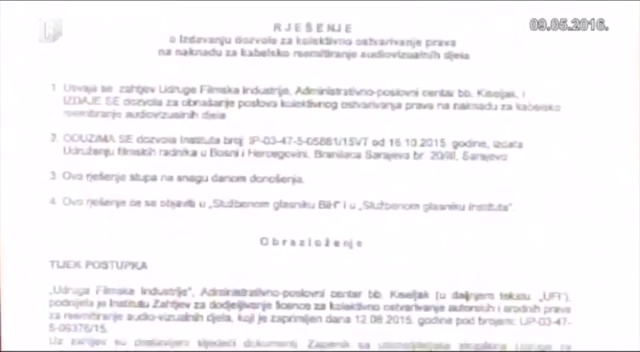 09.05.2016.
RJEŠENJE
o izdavanju dozvole za kolektivno ostvarivanje prava
na naknadu za kabelsko reemitiranje audiovizualnih djela
1. Usvaja se zahtjev Udruge Filmska Industrije, Administrativno-poslovni centar bb, Kiseljak, i
IZDAJE SE dozvola za obnašanje poslova kolektivnog ostvarivanja prava na naknadu za kabelsko
reemitiranje audiovizualnih djela
2. ODUZIMA SE dozvola Instituta broj: IP-03-47-5-05881/15VT od 16.10.2015. godine, izdata
Udruženju filmskih radnika u Bosni i Hercegovini, Branilaca Sarajeva br. 20/III, Sarajevo
3. Ovo rješenje stupa na snagu danom donošenja.
4. Ovo rješenje će se objaviti u „Službenom glasniku BiH" i u „Službenom glasniku Instituta".
Obrazloženje
TIJEK POSTUPKA
„Udruga Filmske Industrije", Administrativno-poslovni centar bb, Kiseljak (u daljnjem tekstu „UFI"),
podnijela je Institutu Zahtjev za dodjeljivanje licence za kolektivno ostvarivanje autorskih i srodnih prava
za reemitiranje audio-vizualnih djela, koji je zaprimljen dana 12.08.2015. godine pod brojem: UP-03-47-
5-09376/15.
Uz zahtjev su dostavljeni sljedeći dokumenti